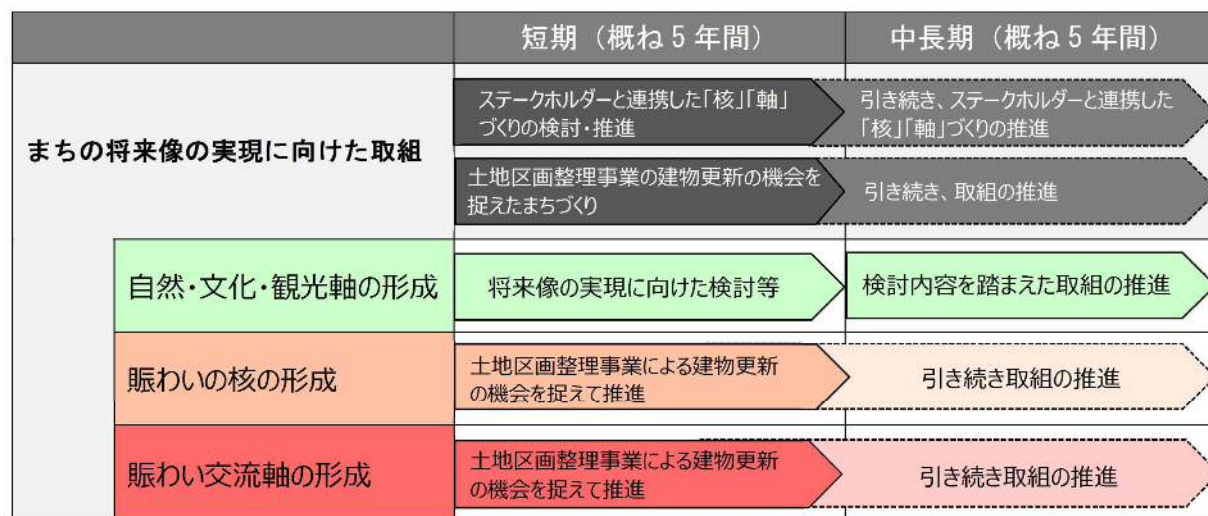 短期（概ね5年間）
中長期（概ね5年間）
まちの将来像の実現に向けた取組
ステークホルダーと連携した「核」「軸」
づくりの検討・推進
引き続き、ステークホルダーと連携した
「核」「軸」づくりの推進
土地区画整理事業の建物更新の機会を
捉えたまちづくり
引き続き、取組の推進
自然・文化・観光軸の形成
将来像の実現に向けた検討等
検討内容を踏まえた取組の推進
賑わいの核の形成
土地区画整理事業による建物更新
の機会を捉えて推進
引き続き取組の推進
賑わい交流軸の形成
土地区画整理事業による建物更新
の機会を捉えて推進
引き続き取組の推進